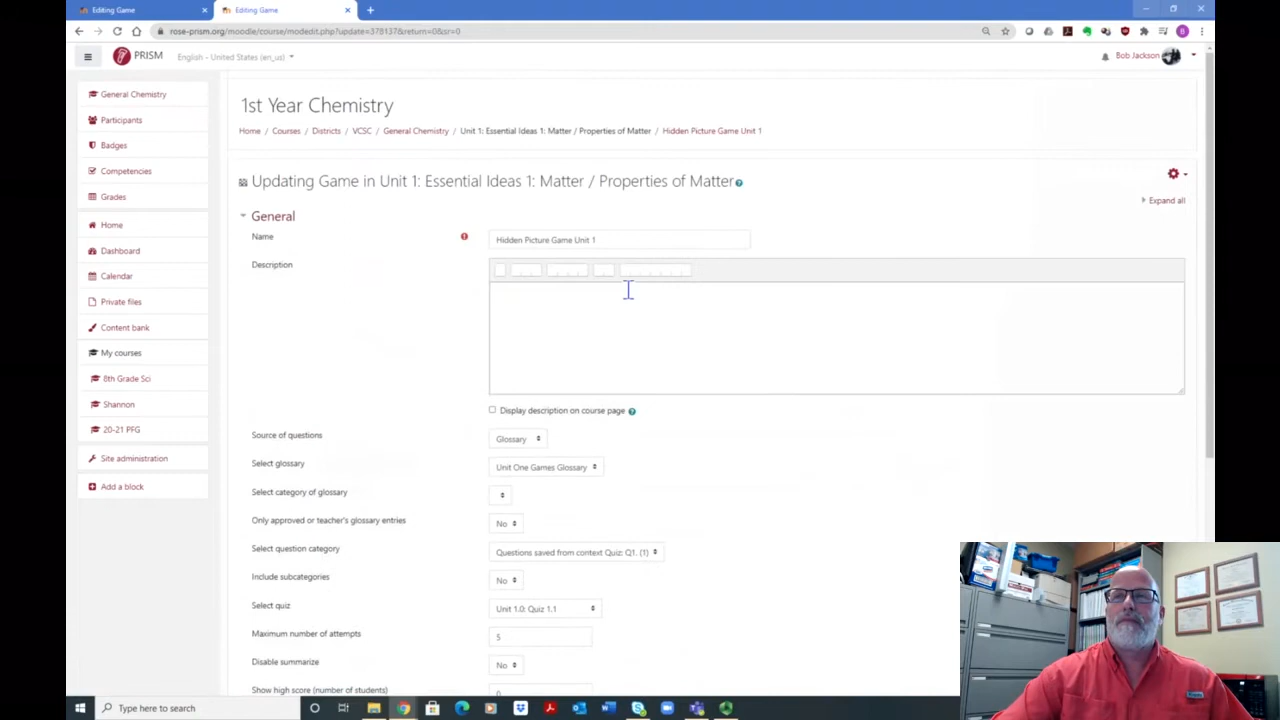 Editing Game
Editing Game
rose-prism.org/moodle/course/modedit.php?update=378137&return=0&sr=0
PRISM
English - United States (en_us)
Bob Jackson
General Chemistry
Participants
Badges
Competencies
Grades
Home
Dashboard
Calendar
Private files
Content bank
My courses
8th Grade Sci
Shannon
20-21 PFG
Site administration
Add a block
1st Year Chemistry
Home / Courses / Districts / VCSC / General Chemistry / Unit 1: Essential Ideas 1: Matter / Properties of Matter / Hidden Picture Game Unit 1
Updating Game in Unit 1: Essential Ideas 1: Matter / Properties of Matter
Expand all
General
Name
Hidden Picture Game Unit 1
Description
Display description on course page
Source of questions
Glossary
Select glossary
Unit One Games Glossary
Select category of glossary
Only approved or teacher's glossary entries
No
Select question category
Questions saved from context Quiz: Q1. (1)
Include subcategories
No
Select quiz
Unit 1.0: Quiz 1.1
Maximum number of attempts
5
Disable summarize
No
Show high score (number of students)
0
Type here to search